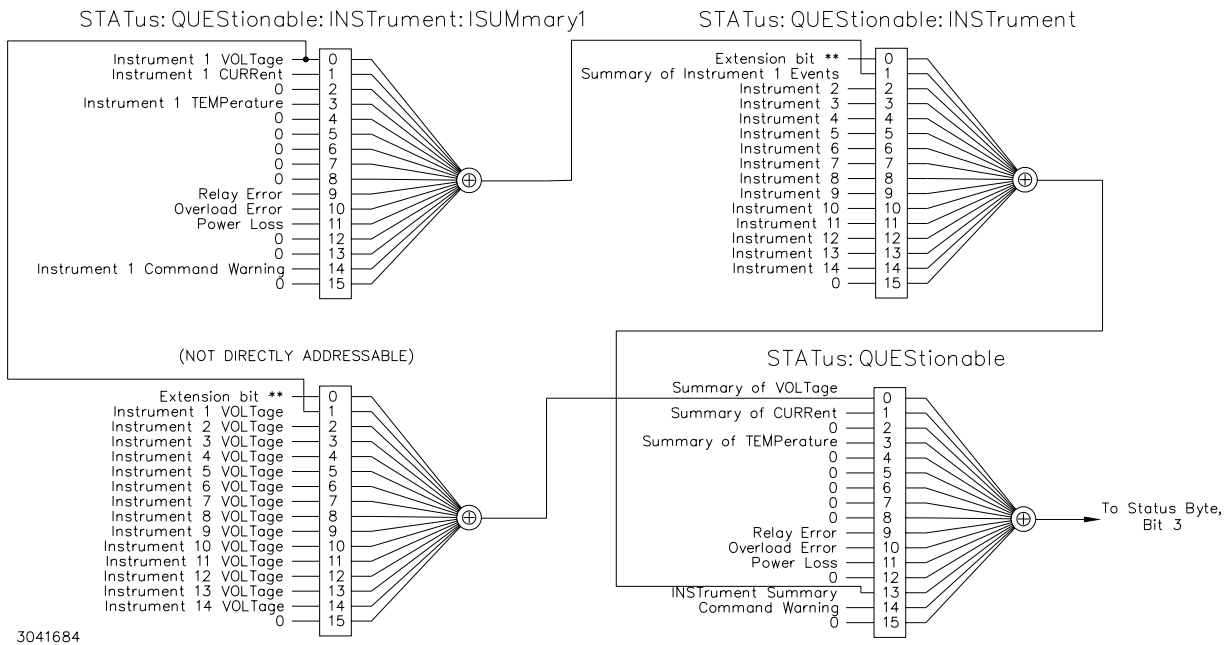 STATus: QUEStionable: INSTrument: ISUMmary1
Instrument 1 VOLTage 0
Instrument 1 CURRent 1
0 2
Instrument 1 TEMPerature 3
0 4
0 5
0 6
0 7
0 8
Relay Error 9
Overload Error 10
Power Loss 11
0 12
0 13
Instrument 1 Command Warning 14
0 15
STATus: QUEStionable: INSTrument
Extension bit ** 0
Summary of Instrument 1 Events 1
Instrument 2 2
Instrument 3 3
Instrument 4 4
Instrument 5 5
Instrument 6 6
Instrument 7 7
Instrument 8 8
Instrument 9 9
Instrument 10 10
Instrument 11 11
Instrument 12 12
Instrument 13 13
Instrument 14 14
0 15
(NOT DIRECTLY ADDRESSABLE)
Extension bit ** 0
Instrument 1 VOLTage 1
Instrument 2 VOLTage 2
Instrument 3 VOLTage 3
Instrument 4 VOLTage 4
Instrument 5 VOLTage 5
Instrument 6 VOLTage 6
Instrument 7 VOLTage 7
Instrument 8 VOLTage 8
Instrument 9 VOLTage 9
Instrument 10 VOLTage 10
Instrument 11 VOLTage 11
Instrument 12 VOLTage 12
Instrument 13 VOLTage 13
Instrument 14 VOLTage 14
0 15
STATus: QUEStionable
Summary of VOLTage 0
Summary of CURRent 1
0 2
Summary of TEMPerature 3
0 4
0 5
0 6
0 7
0 8
Relay Error 9
Overload Error 10
Power Loss 11
0 12
INSTrument Summary 13
Command Warning 14
0 15
To Status Byte,
Bit 3
3041684